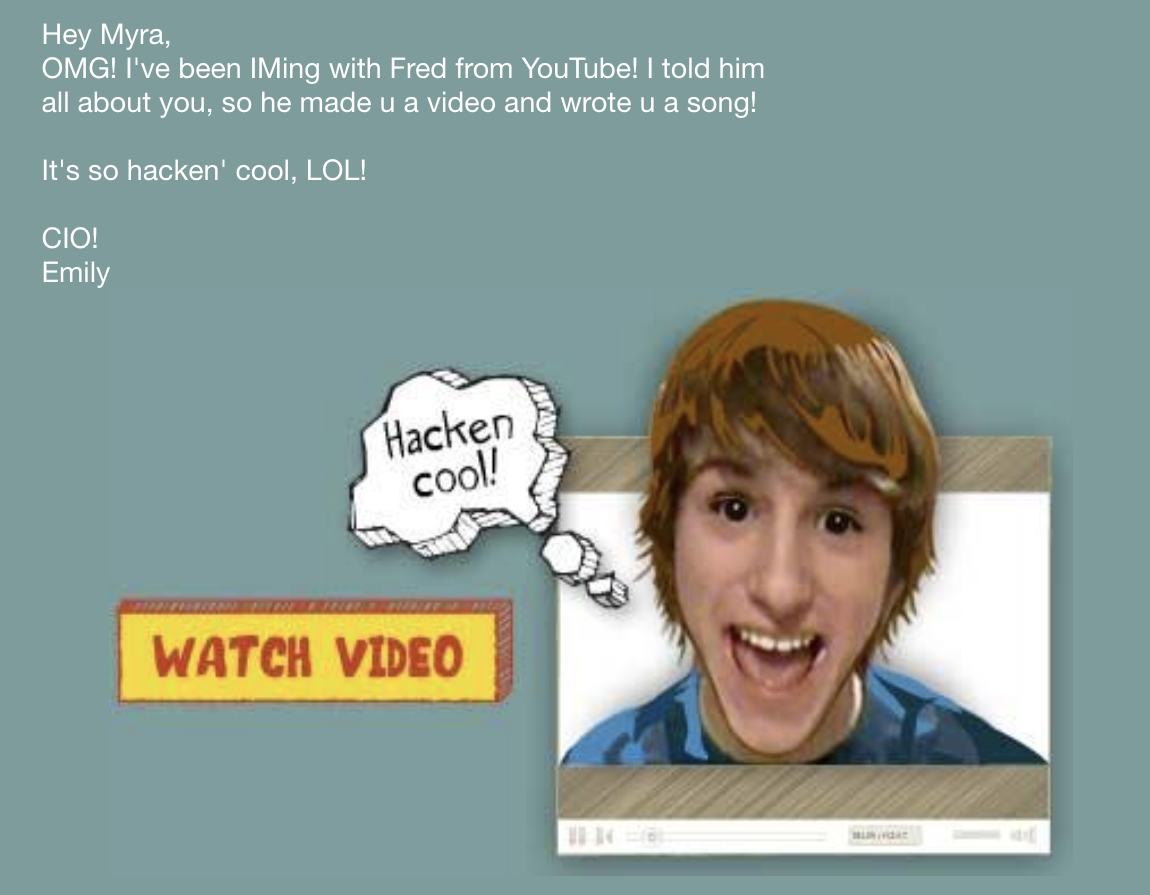 Hey Myra,
OMG! I've been IMing with Fred from YouTube! I told him
all about you, so he made u a video and wrote u a song!
It's so hacken' cool, LOL!
CIO!
Emily
Hacken
cool!
WATCH VIDEO